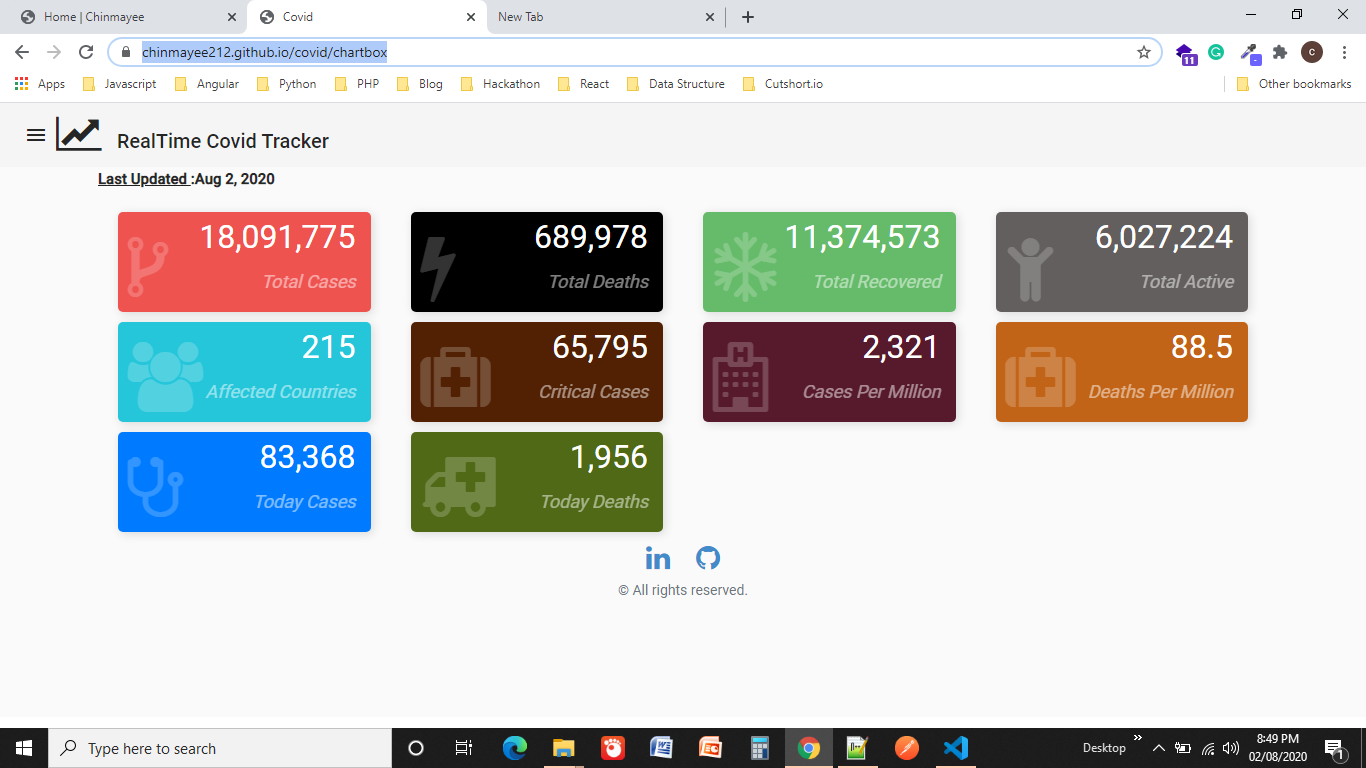 Home | Chinmayee
Covid
New Tab
chinmayee212.github.io/covid/chartbox
11
-
c
Apps
Javascript
Angular
Python
PHP
Blog
Hackathon
React
Data Structure
Cutshort.io
Other bookmarks
RealTime Covid Tracker
Last Updated :Aug 2, 2020
18,091,775
Total Cases
689,978
Total Deaths
11,374,573
Total Recovered
6,027,224
Total Active
215
Affected Countries
65,795
Critical Cases
2,321
Cases Per Million
88.5
Deaths Per Million
83,368
Today Cases
1,956
Today Deaths
in
© All rights reserved.
Type here to search
Desktop
8:49 PM
02/08/2020
1